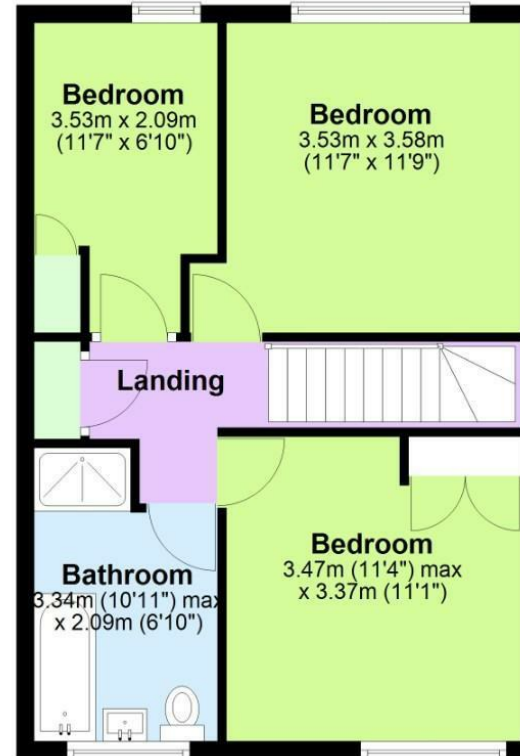 Bedroom
3.53m x 2.09m
(11'7" x 6'10")
Bedroom
3.53m x 3.58m
(11'7" x 11'9")
Landing
Bathroom
3.34m (10'11") max
x 2.09m (6'10")
Bedroom
3.47m (11'4") max
x 3.37m (11'1")